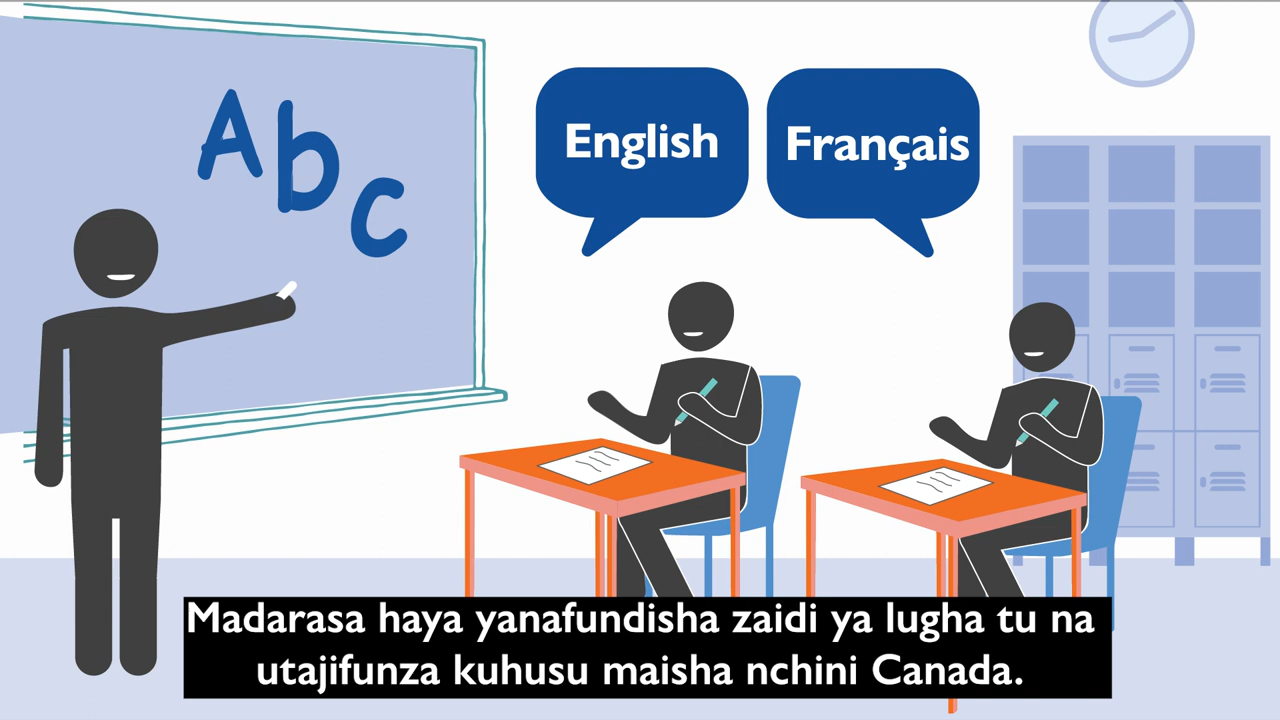 Abc
English
Français
Madarasa haya yanafundisha zaidi ya lugha tu na
utajifunza kuhusu maisha nchini Canada.